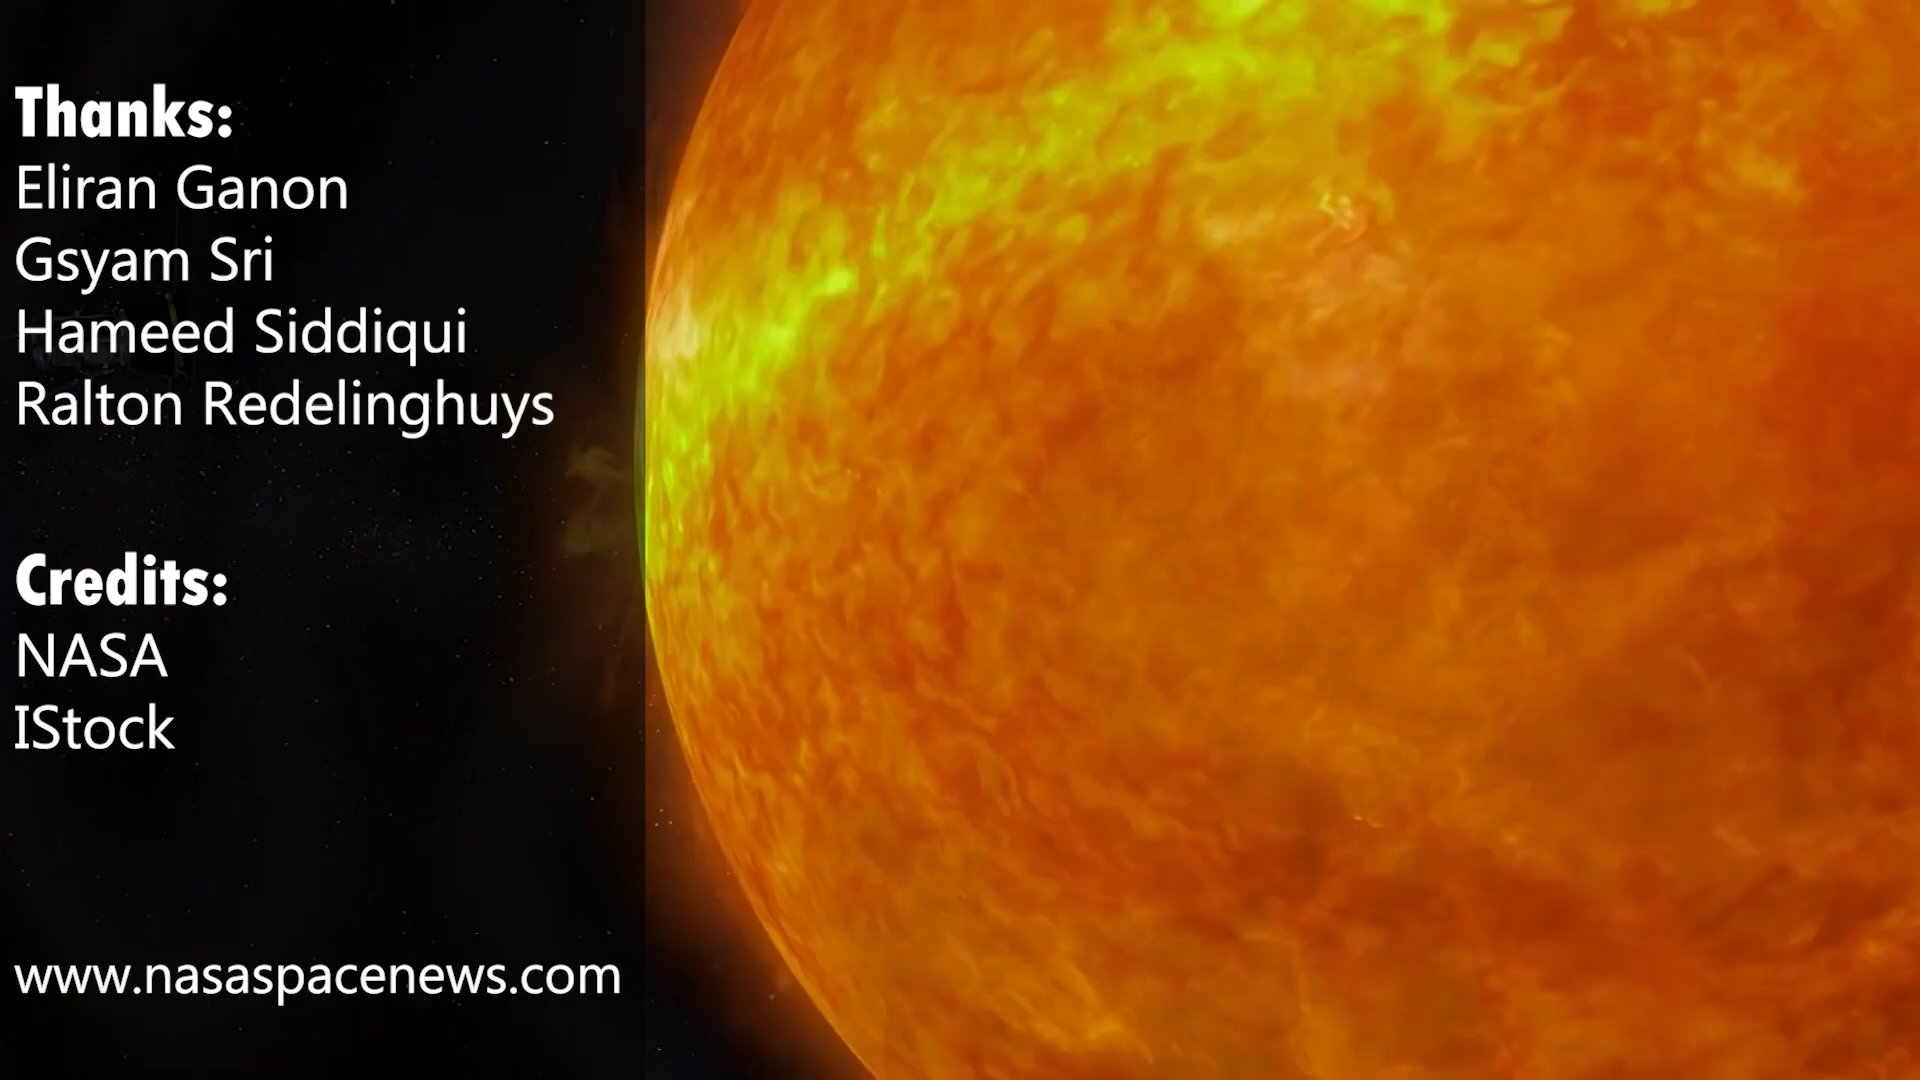 Thanks:
Eliran Ganon
Gsyam Sri
Hameed Siddiqui
Ralton Redelinghuys
Credits:
NASA
IStock
www.nasaspacenews.com